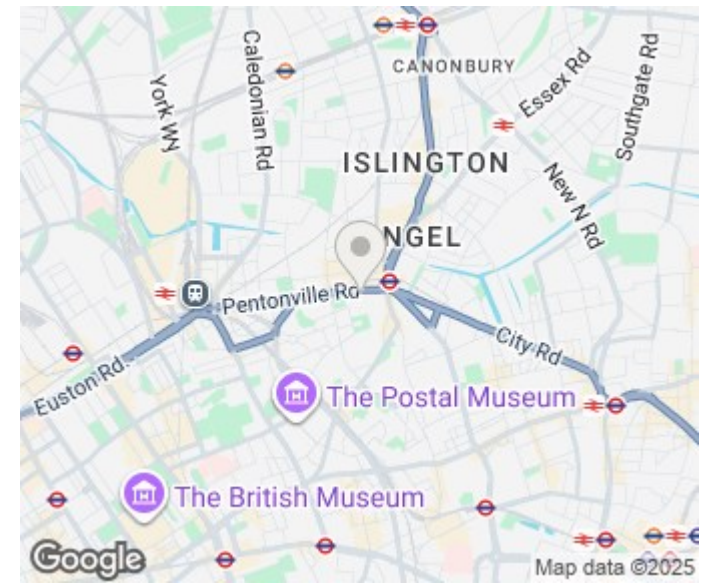 CANONBURY
Caledonian Rd
York WY
Essex Rd
Southgate Rd
ISLINGTON
New N Rd
NGEL
Pentonville Rd
City Rd
Euston Rd.
The Postal Museum
The British Museum
Google
Map data ©2025